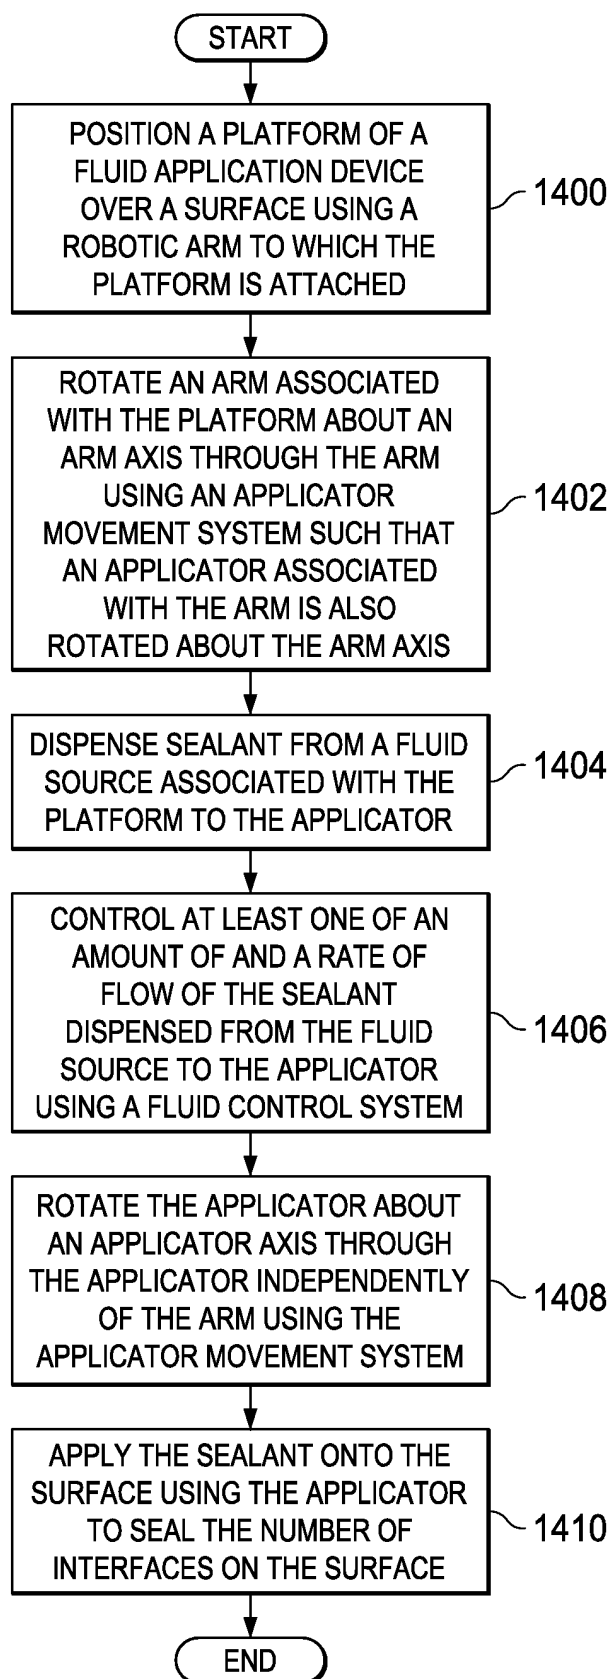 START
POSITION A PLATFORM OF A
FLUID APPLICATION DEVICE
OVER A SURFACE USING A
ROBOTIC ARM TO WHICH THE
PLATFORM IS ATTACHED
1400
ROTATE AN ARM ASSOCIATED
WITH THE PLATFORM ABOUT AN
ARM AXIS THROUGH THE ARM
USING AN APPLICATOR
MOVEMENT SYSTEM SUCH THAT
AN APPLICATOR ASSOCIATED
WITH THE ARM IS ALSO
ROTATED ABOUT THE ARM AXIS
1402
DISPENSE SEALANT FROM A FLUID
SOURCE ASSOCIATED WITH THE
PLATFORM TO THE APPLICATOR
1404
CONTROL AT LEAST ONE OF AN
AMOUNT OF AND A RATE OF
FLOW OF THE SEALANT
DISPENSED FROM THE FLUID
SOURCE TO THE APPLICATOR
USING A FLUID CONTROL SYSTEM
1406
ROTATE THE APPLICATOR ABOUT
AN APPLICATOR AXIS THROUGH
THE APPLICATOR INDEPENDENTLY
OF THE ARM USING THE
APPLICATOR MOVEMENT SYSTEM
1408
APPLY THE SEALANT ONTO THE
SURFACE USING THE APPLICATOR
TO SEAL THE NUMBER OF
INTERFACES ON THE SURFACE
1410
END